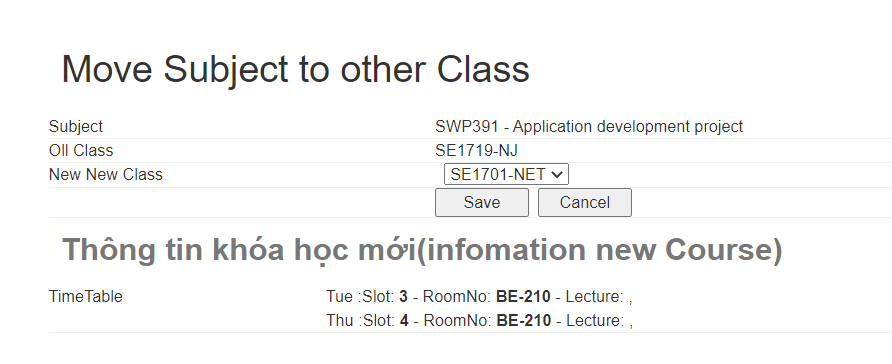 Move Subject to other Class
Subject SWP391 - Application development project
Oll Class SE1719-NJ
New New Class SE1701-NET
Save Cancel
Thông tin khóa học mới(infomation new Course)
TimeTable Tue :Slot: 3 - RoomNo: BE-210 - Lecture: ,
Thu :Slot: 4 - RoomNo: BE-210 - Lecture: ,